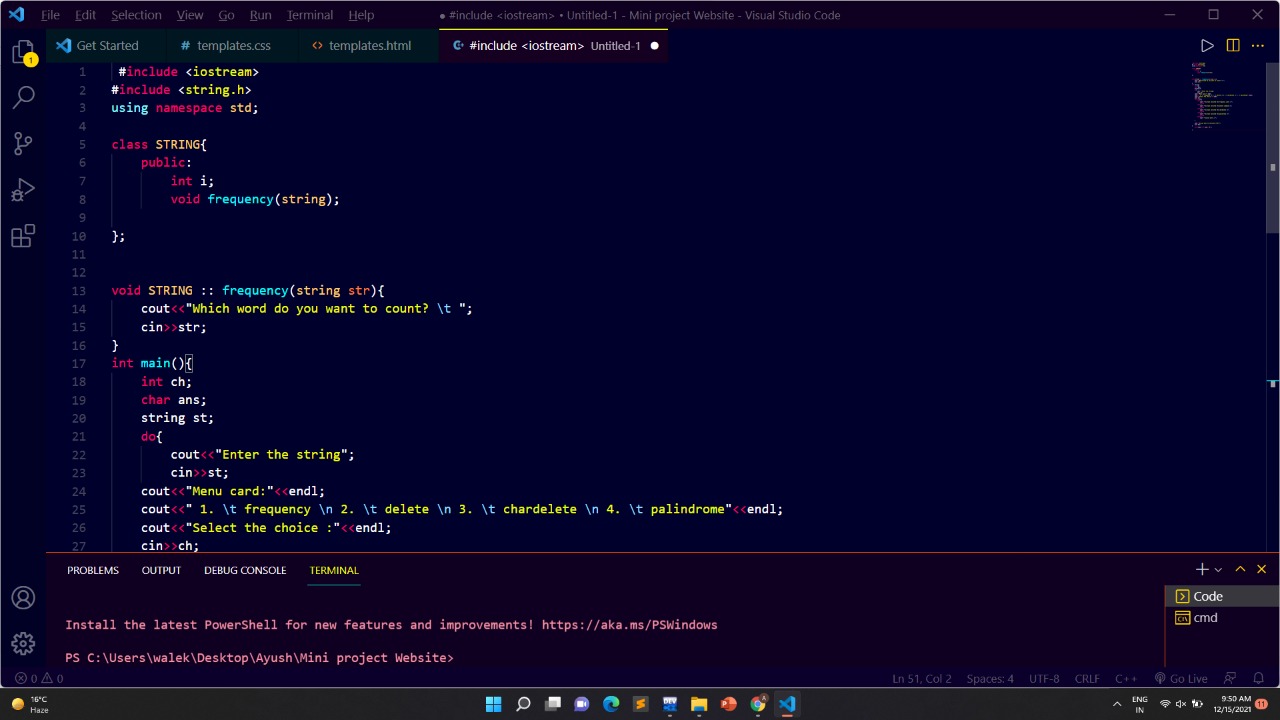 File Edit Selection View Go Run Terminal Help
● #include <iostream> • Untitled-1 - Mini project Website - Visual Studio Code
Get Started
# templates.css
<> templates.html
#include <iostream> Untitled-1 ●
1 #include <iostream>
2 #include <string.h>
3 using namespace std;
4
5 class STRING{
6 public:
7 int i;
8 void frequency(string);
9
10 };
11
12
13 void STRING :: frequency(string str){
14 cout<<"Which word do you want to count? \t ";
15 cin>>str;
16 }
17 int main(){
18 int ch;
19 char ans;
20 string st;
21 do{
22 cout<<"Enter the string";
23 cin>>st;
24 cout<<"Menu card:"<<endl;
25 cout<<" 1. \t frequency \n 2. \t delete \n 3. \t chardelete \n 4. \t palindrome"<<endl;
26 cout<<"Select the choice :"<<endl;
27 cin>>ch;
1
PROBLEMS OUTPUT DEBUG CONSOLE TERMINAL
Code
cmd
Install the latest PowerShell for new features and improvements! https://aka.ms/PSWindows
PS C:\Users\walek\Desktop\Ayush\Mini project Website>
0 0
Ln 51, Col 2 Spaces: 4 UTF-8 CRLF C++ Go Live
16°C
Haze
ENG
IN
9:50 AM
12/15/2021
11